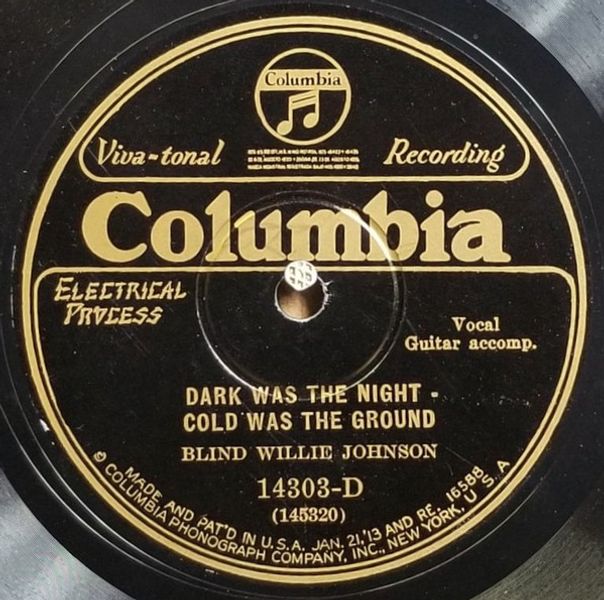 Columbia
Viva-tonal Recording
Columbia
ELECTRICAL
PROCESS
Vocal
Guitar accomp.
DARK WAS THE NIGHT -
COLD WAS THE GROUND
BLIND WILLIE JOHNSON
14303-D
(145320)
MADE AND PAT'D IN U.S.A. JAN. 21,'13 AND RE. 16588
© COLUMBIA PHONOGRAPH COMPANY, INC., NEW YORK, U.S.A